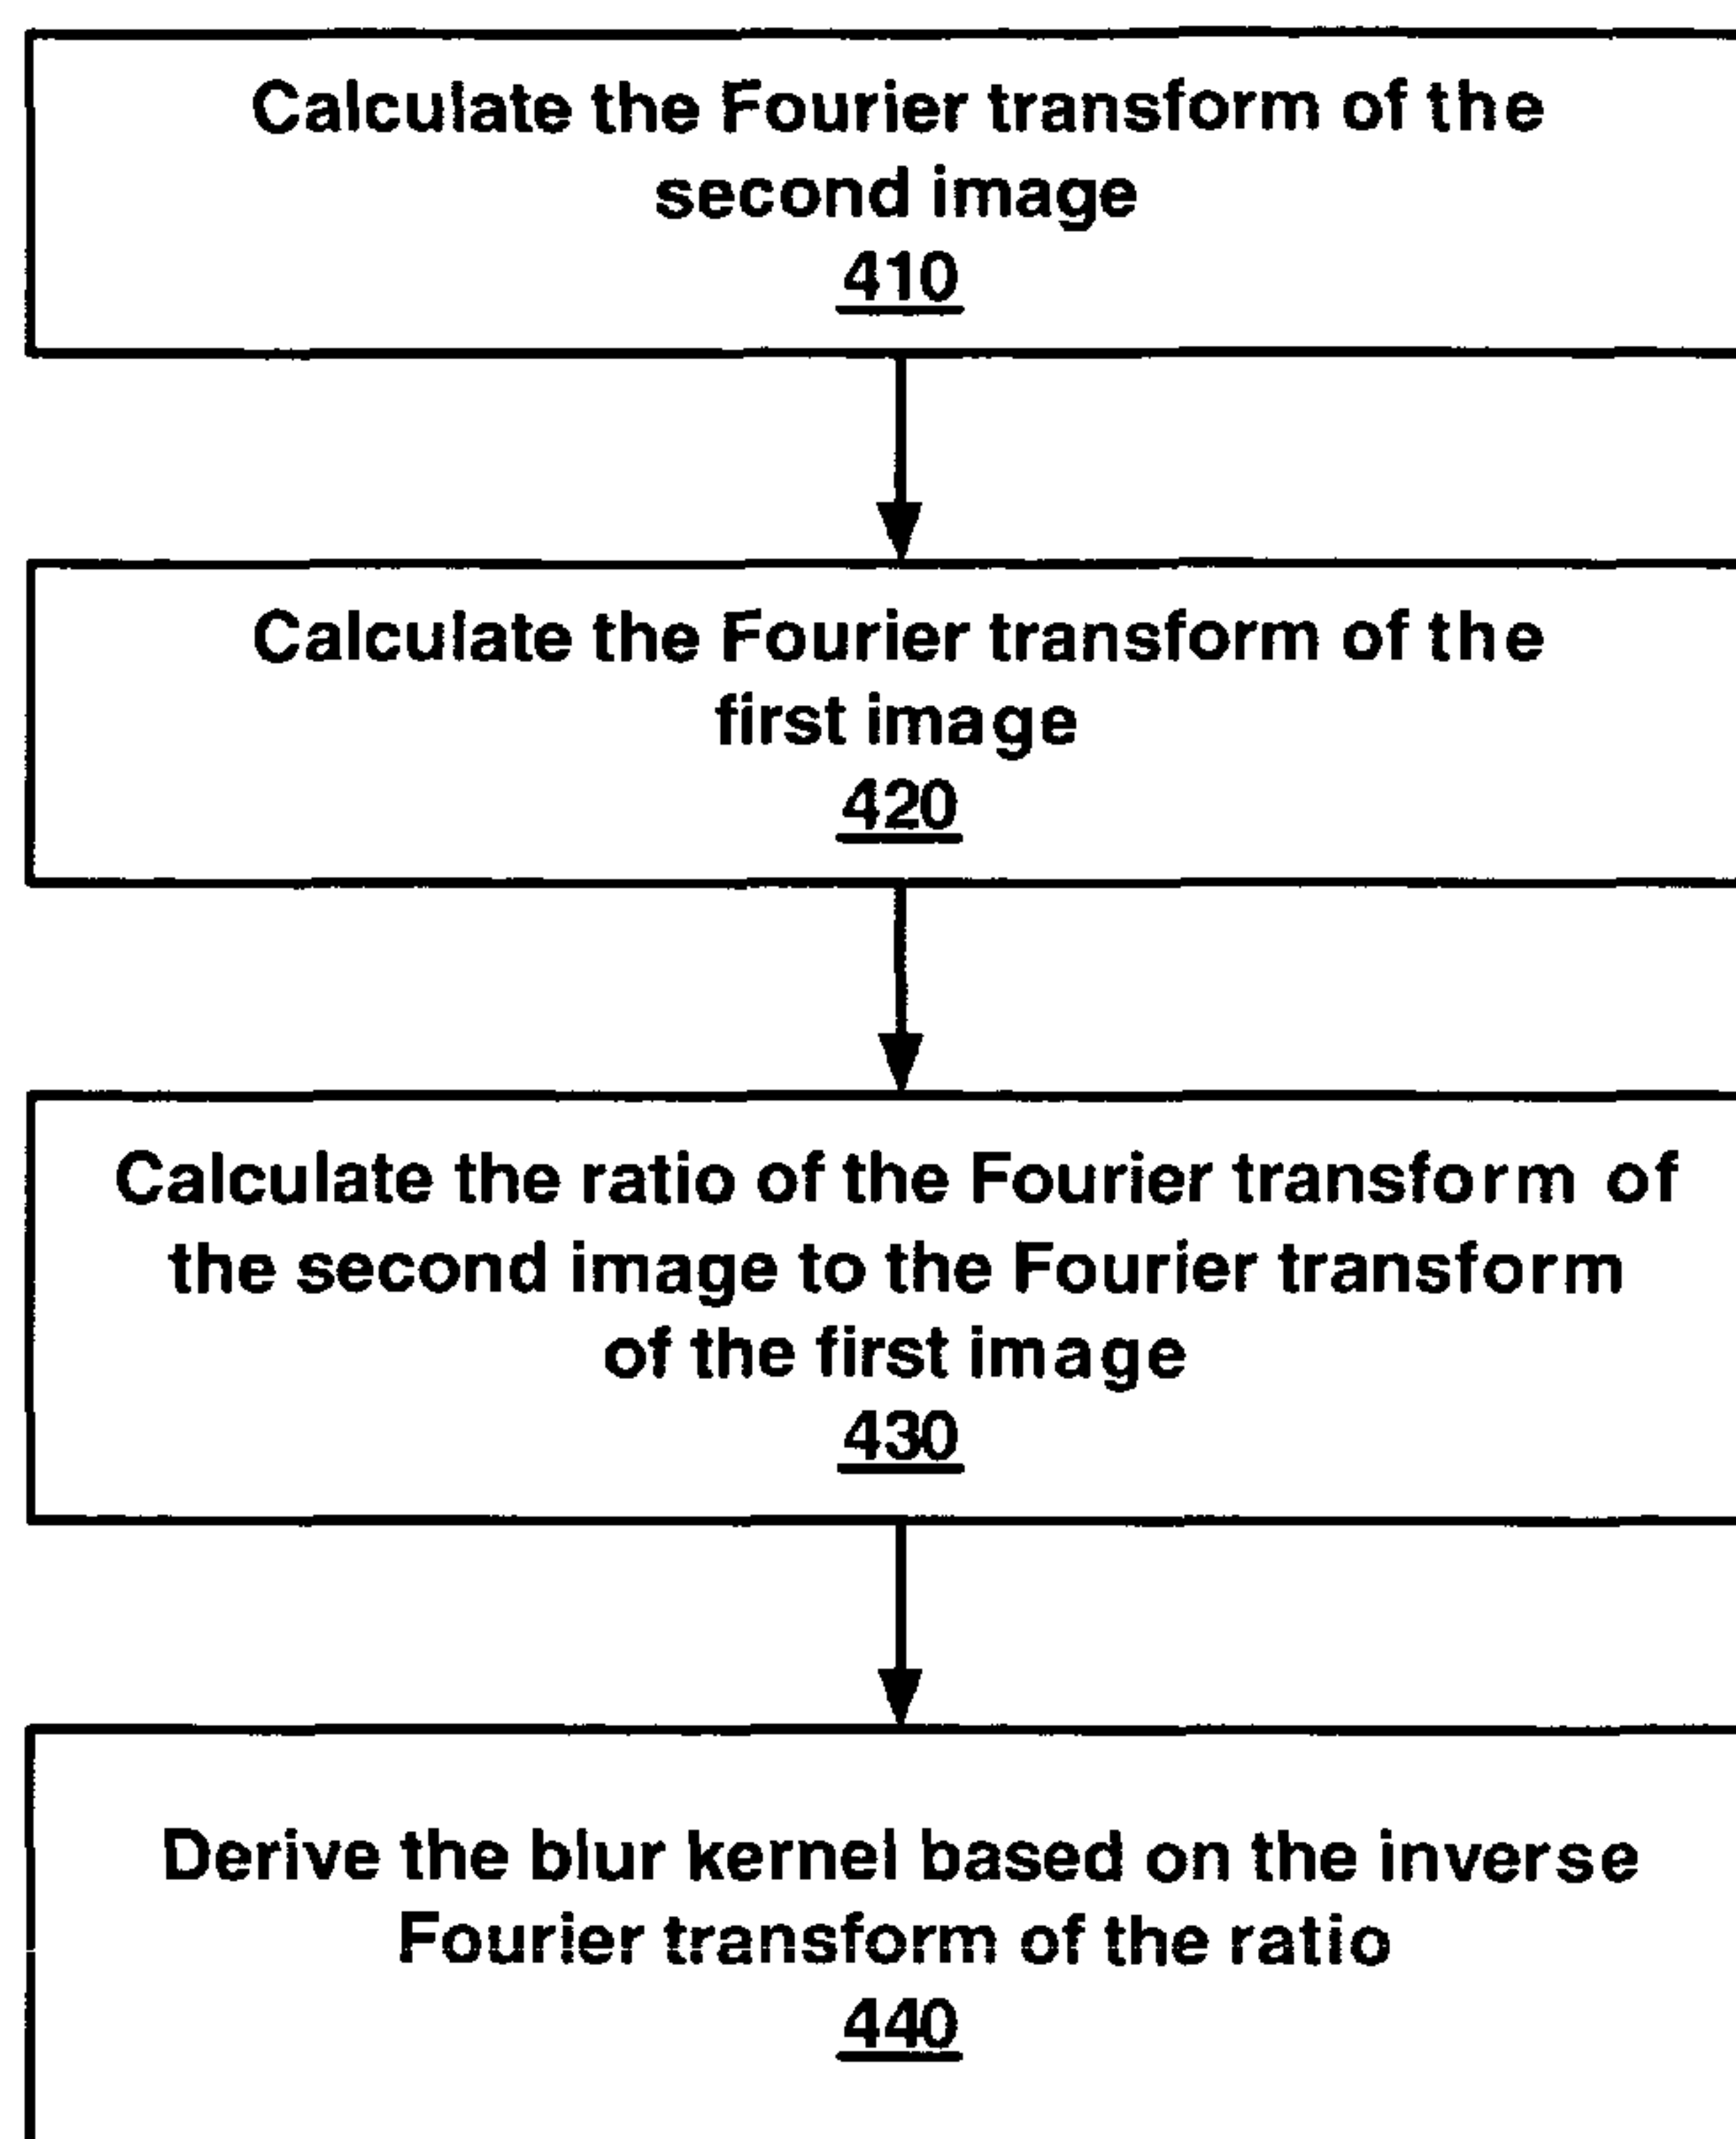 Calculate the Fourier transform of the
second image
410
Calculate the Fourier transform of the
first image
420
Calculate the ratio of the Fourier transform of
the second image to the Fourier transform
of the first image
430
Derive the blur kernel based on the inverse
Fourier transform of the ratio
440